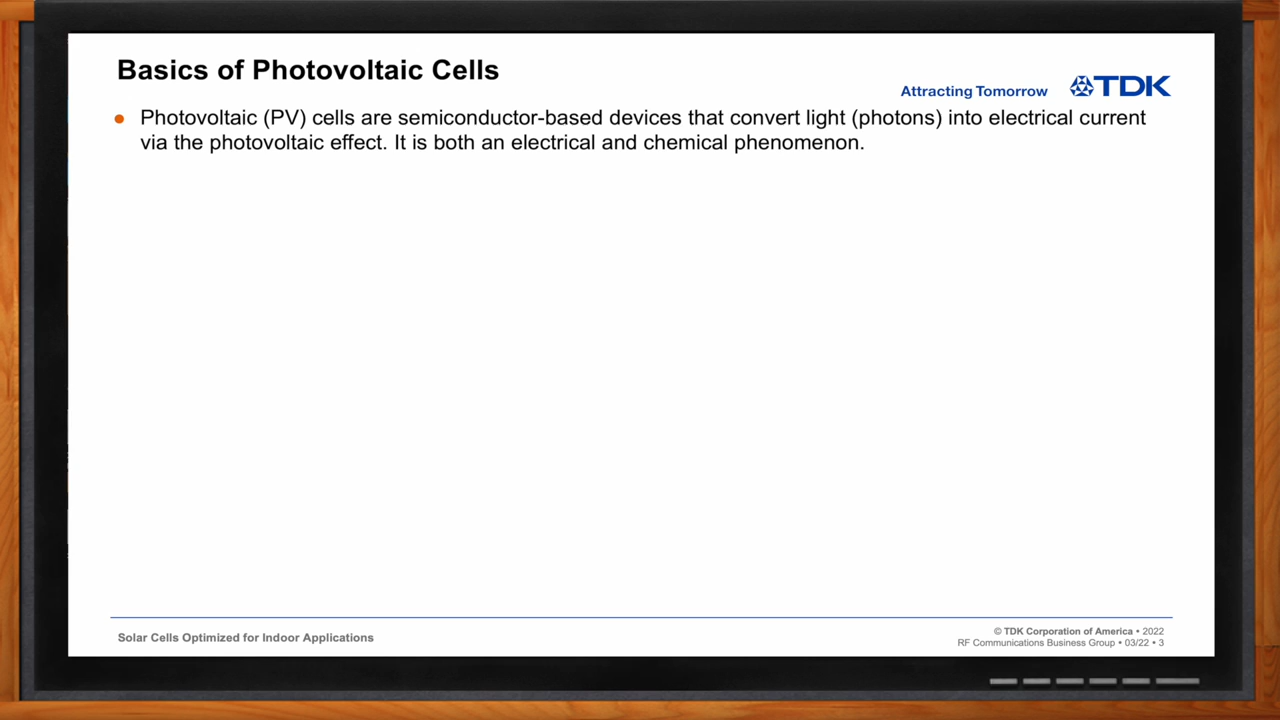 Basics of Photovoltaic Cells
Attracting Tomorrow
TDK
• Photovoltaic (PV) cells are semiconductor-based devices that convert light (photons) into electrical current
via the photovoltaic effect. It is both an electrical and chemical phenomenon.
Solar Cells Optimized for Indoor Applications
© TDK Corporation of America • 2022
RF Communications Business Group • 03/22 • 3